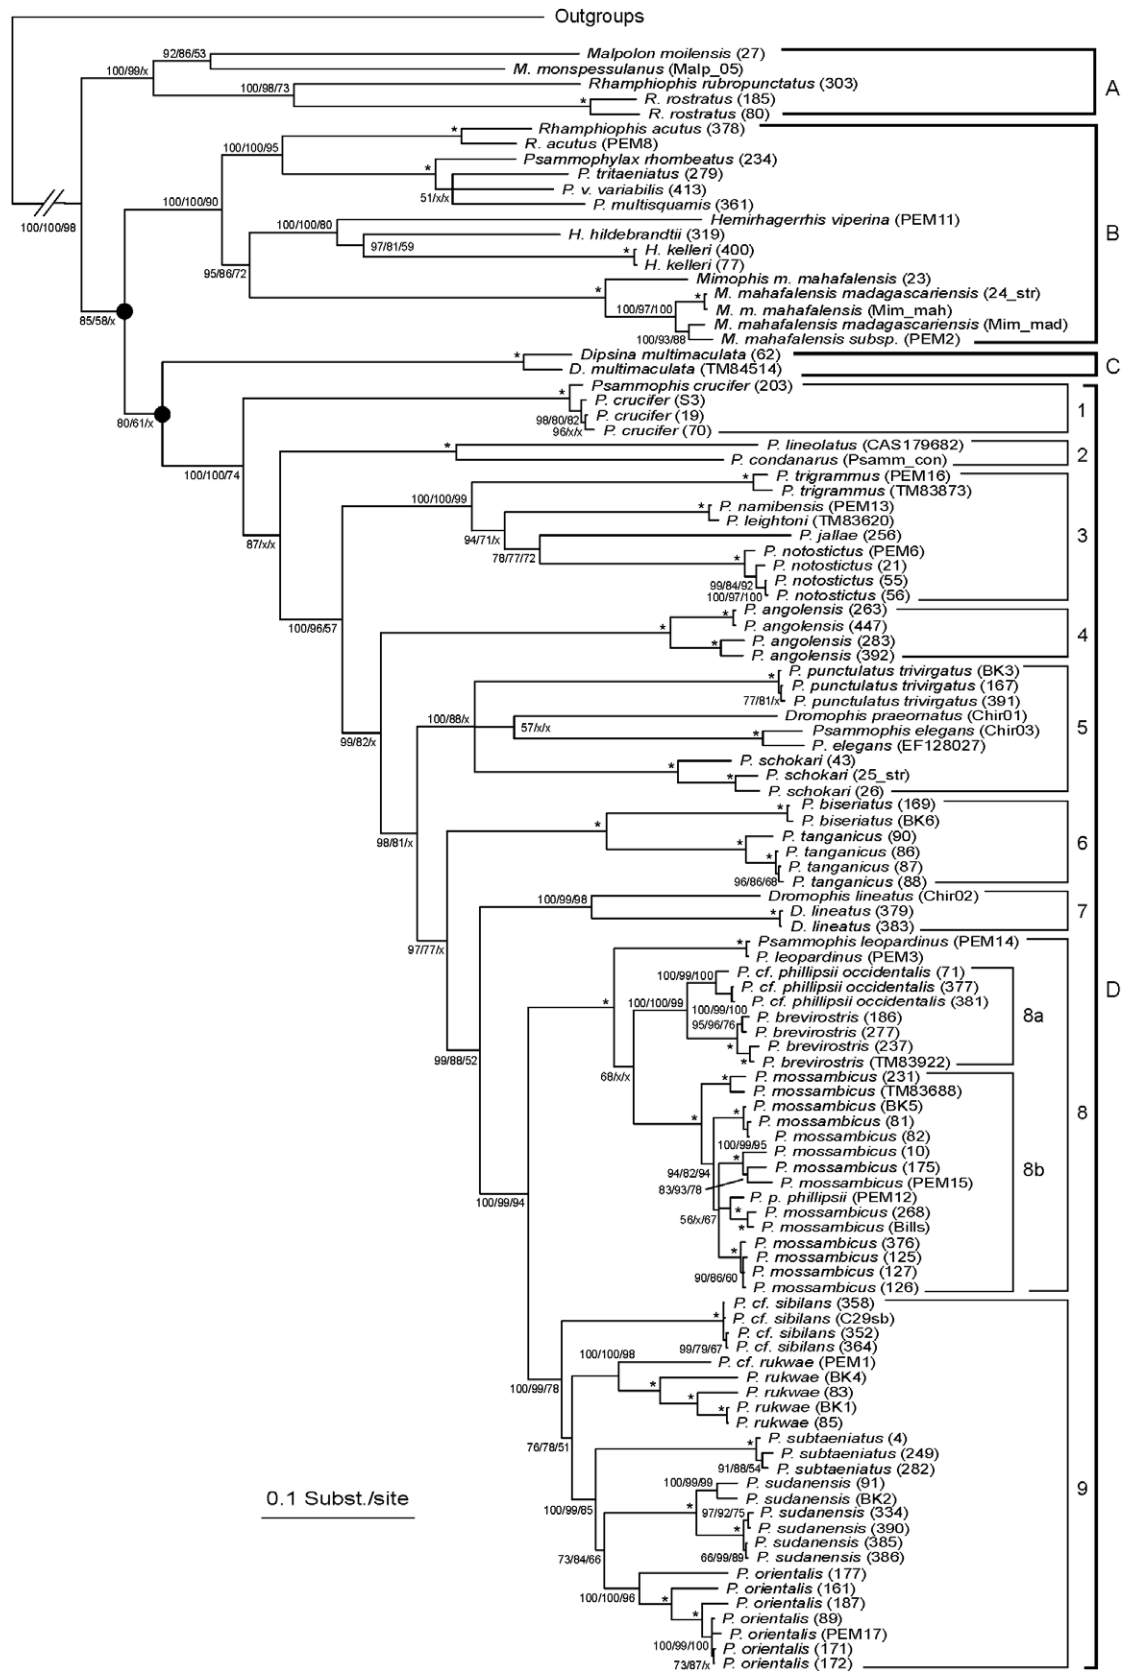 Outgroups
92/86/53
Malpolon moilensis (27)
100/99/x
M. monspessulanus (Malp_05)
100/98/73
Rhamphiophis rubropunctatus (303)
A
* R. rostratus (185)
R. rostratus (80)
* Rhamphiophis acutus (378)
R. acutus (PEM8)
100/100/95
* Psammophylax rhombeatus (234)
P. tritaeniatus (279)
P. v. variabilis (413)
51/x/x
100/100/90
P. multisquamis (361)
100/100/98
100/100/80
Hemirhagerrhis viperina (PEM11)
B
H. hildebrandtii (319)
97/81/59
* H. kelleri (400)
H. kelleri (77)
95/86/72
Mimophis m. mahafalensis (23)
* * M. mahafalensis madagascariensis (24_str)
100/97/100
M. m. mahafalensis (Mim_mah)
85/58/x
M. mahafalensis madagascariensis (Mim_mad)
100/93/88
M. mahafalensis subsp. (PEM2)
* Dipsina multimaculata (62)
C
D. multimaculata (TM84514)
* Psammophis crucifer (203)
P. crucifer (S3)
1
98/80/82
P. crucifer (19)
80/61/x
96/x/x
P. crucifer (70)
* P. lineolatus (CAS179682)
2
P. condanarus (Psamm_con)
100/100/74
* P. trigrammus (PEM16)
P. trigrammus (TM83873)
100/100/99
* P. namibensis (PEM13)
P. leightoni (TM83620)
94/71/x
P. jallae (256)
3
87/x/x
78/77/72
* P. notostictus (PEM6)
P. notostictus (21)
99/84/92
P. notostictus (55)
100/97/100
P. notostictus (56)
* P. angolensis (263)
100/96/57
* P. angolensis (447)
4
* P. angolensis (283)
P. angolensis (392)
* P. punctulatus trivirgatus (BK3)
P. punctulatus trivirgatus (167)
77/81/x
P. punctulatus trivirgatus (391)
100/88/x
Dromophis praeornatus (Chir01)
57/x/x
5
* Psammophis elegans (Chir03)
99/82/x
P. elegans (EF128027)
* P. schokari (43)
* P. schokari (25_str)
P. schokari (26)
* * P. biseriatus (169)
P. biseriatus (BK6)
* P. tanganicus (90)
6
98/81/x
* P. tanganicus (86)
P. tanganicus (87)
96/86/68
P. tanganicus (88)
100/99/98
Dromophis lineatus (Chir02)
* D. lineatus (379)
7
D. lineatus (383)
97/77/x
* Psammophis leopardinus (PEM14)
P. leopardinus (PEM3)
100/99/100
P. cf. phillipsii occidentalis (71)
P. cf. phillipsii occidentalis (377)
D
* 100/100/99
P. cf. phillipsii occidentalis (381)
100/99/100
P. brevirostris (186)
8a
95/96/76
P. brevirostris (277)
* P. brevirostris (237)
99/88/52
* P. brevirostris (TM83922)
68/x/x
* P. mossambicus (231)
P. mossambicus (TM83688)
* * P. mossambicus (BK5)
P. mossambicus (81)
8
P. mossambicus (82)
100/99/95
P. mossambicus (10)
94/82/94
* P. mossambicus (175)
8b
83/93/78
P. mossambicus (PEM15)
P. p. phillipsii (PEM12)
100/99/94
* P. mossambicus (268)
56/x/67
* P. mossambicus (Bills)
* P. mossambicus (376)
P. mossambicus (125)
P. mossambicus (127)
90/86/60
P. mossambicus (126)
P. cf. sibilans (358)
* P. cf. sibilans (C29sb)
P. cf. sibilans (352)
99/79/67
P. cf. sibilans (364)
100/100/98
P. cf. rukwae (PEM1)
* P. rukwae (BK4)
100/99/78
* P. rukwae (83)
* P. rukwae (BK1)
P. rukwae (85)
* P. subtaeniatus (4)
76/78/51
P. subtaeniatus (249)
91/88/54
P. subtaeniatus (282)
100/99/99
P. sudanensis (91)
9
0.1 Subst./site
P. sudanensis (BK2)
100/99/85
* 97/92/75
P. sudanensis (334)
* P. sudanensis (390)
P. sudanensis (385)
73/84/66
66/99/89
P. sudanensis (386)
P. orientalis (177)
100/100/96
P. orientalis (161)
* P. orientalis (187)
* P. orientalis (89)
P. orientalis (PEM17)
100/99/100
P. orientalis (171)
73/87/x
P. orientalis (172)